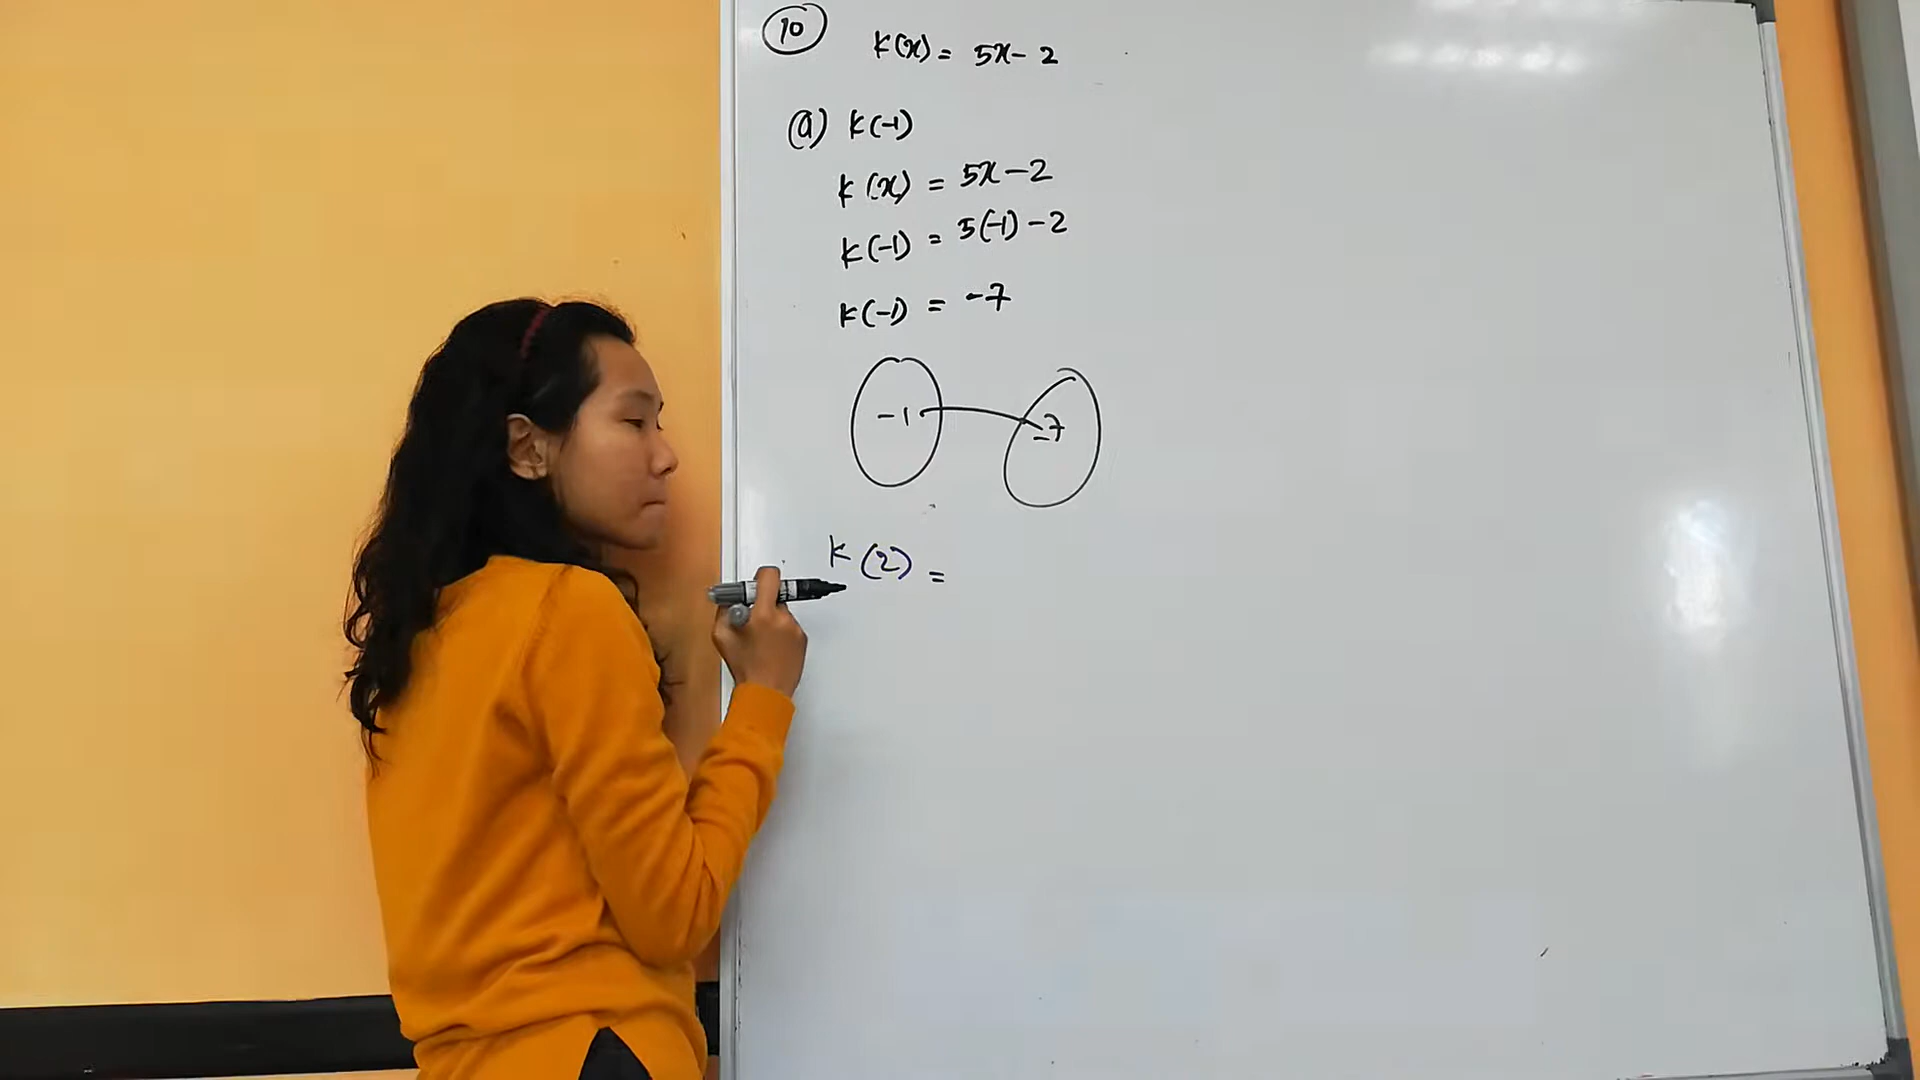 10
k(x) = 5x - 2
(a) k(-1)
k(x) = 5x - 2
k(-1) = 5(-1) - 2
k(-1) = -7
-1 -7
k(2) =